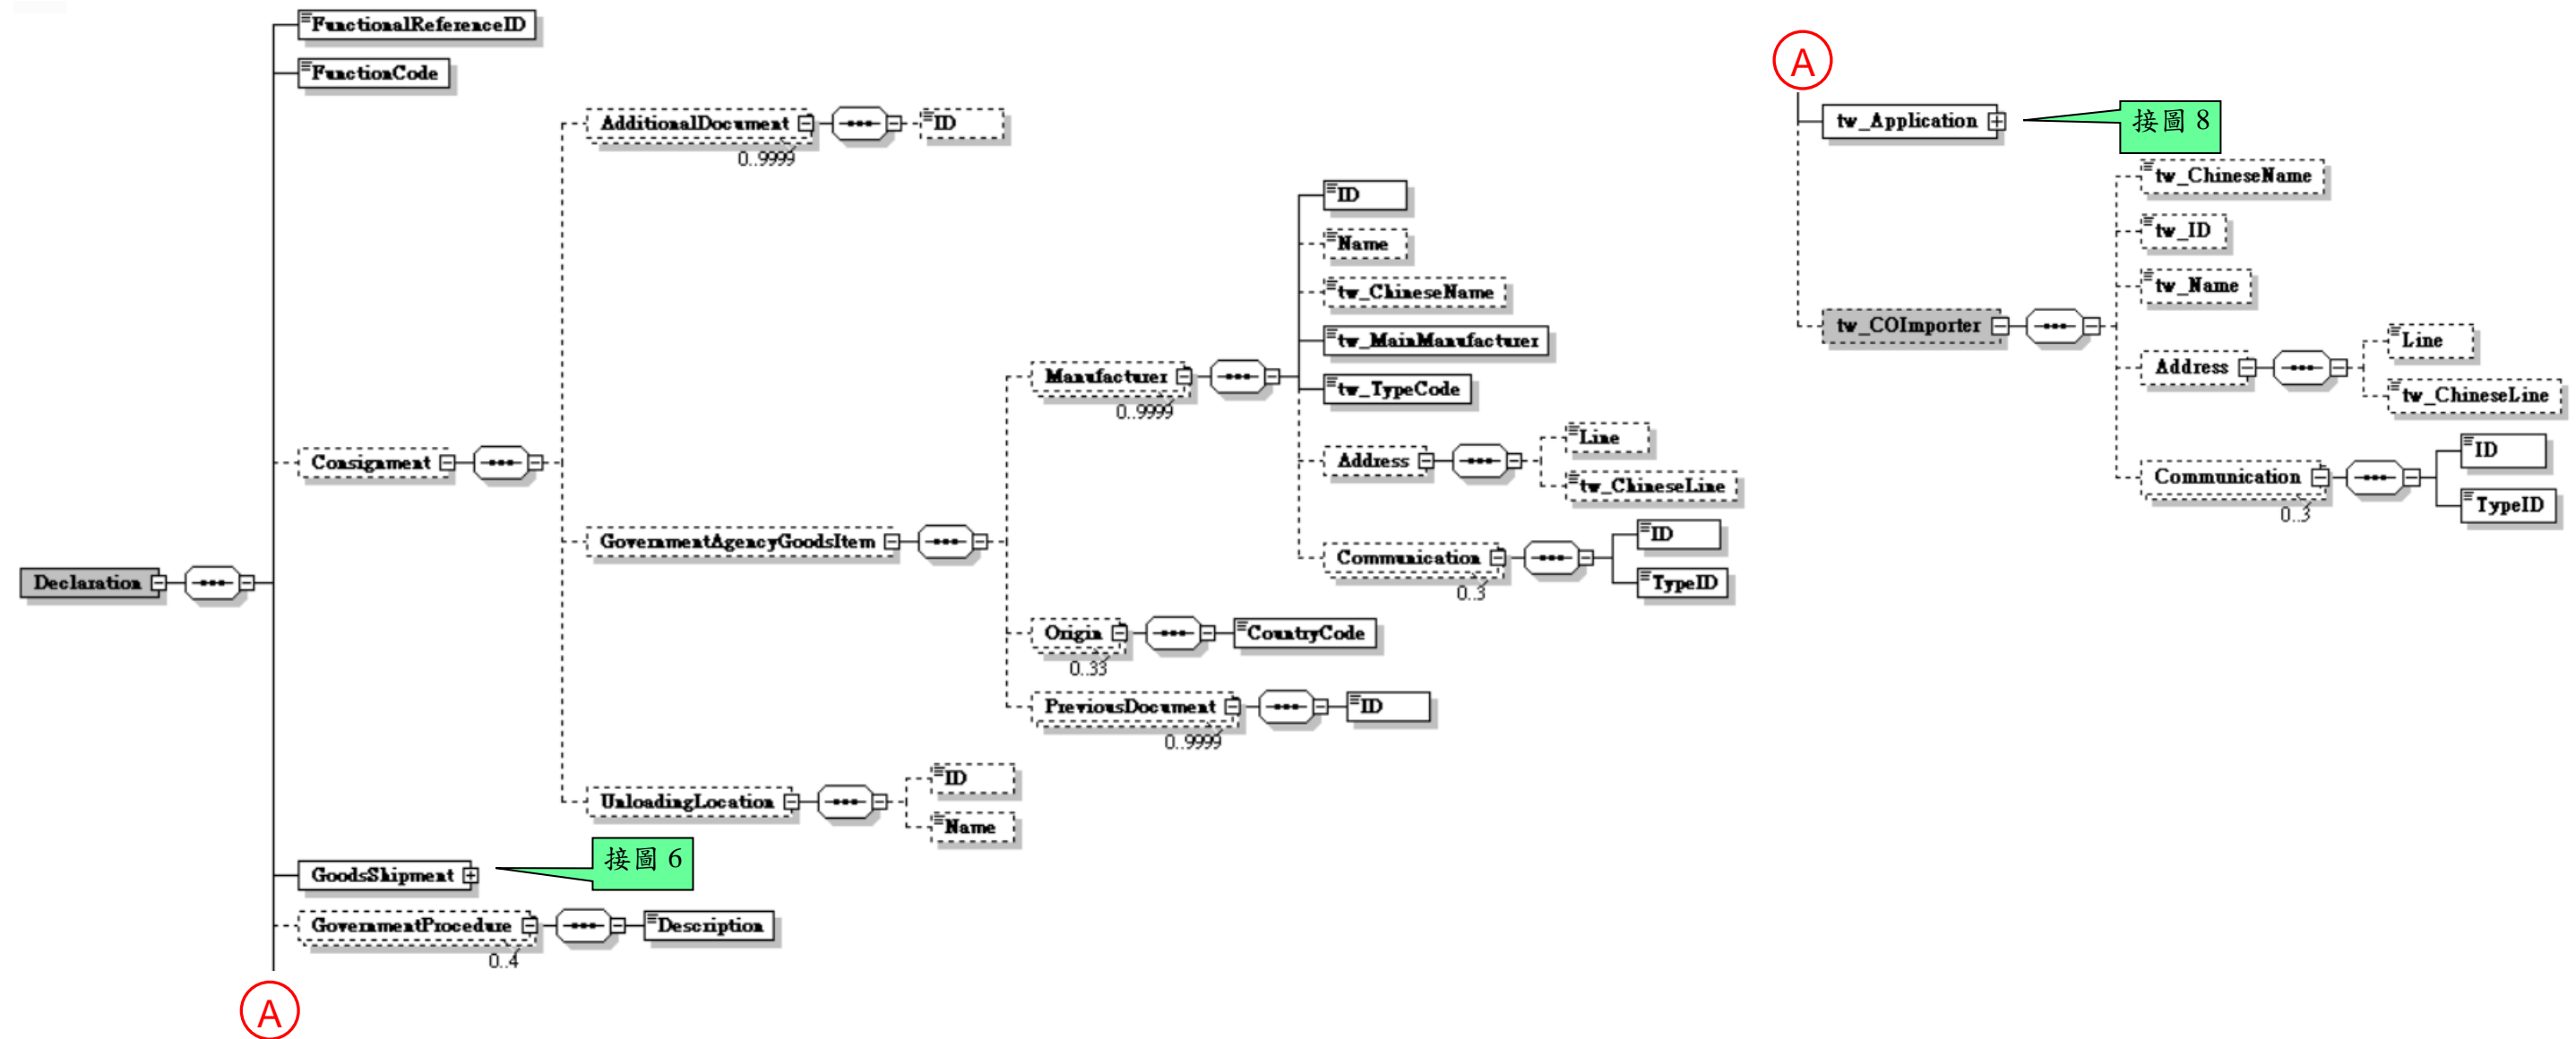 FunctionalReferenceID
FunctionCode
AdditionalDocument
ID
0..9999
ID
Name
tw_ChineseName
tw_MainManufacturer
Manufacturer
0..9999
tw_TypeCode
Line
Address
tw_ChineseLine
Consignment
ID
GovernmentAgencyGoodsItem
Communication
0..3
TypeID
Declaration
Origin
0..33
CountryCode
PreviousDocument
0..9999
ID
ID
UnloadingLocation
Name
GoodsShipment
接圖 6
GovernmentProcedure
0..4
Description
A
A
tw_Application
接圖 8
tw_ChineseName
tw_ID
tw_Name
tw_COImporter
Line
Address
tw_ChineseLine
ID
Communication
0..3
TypeID